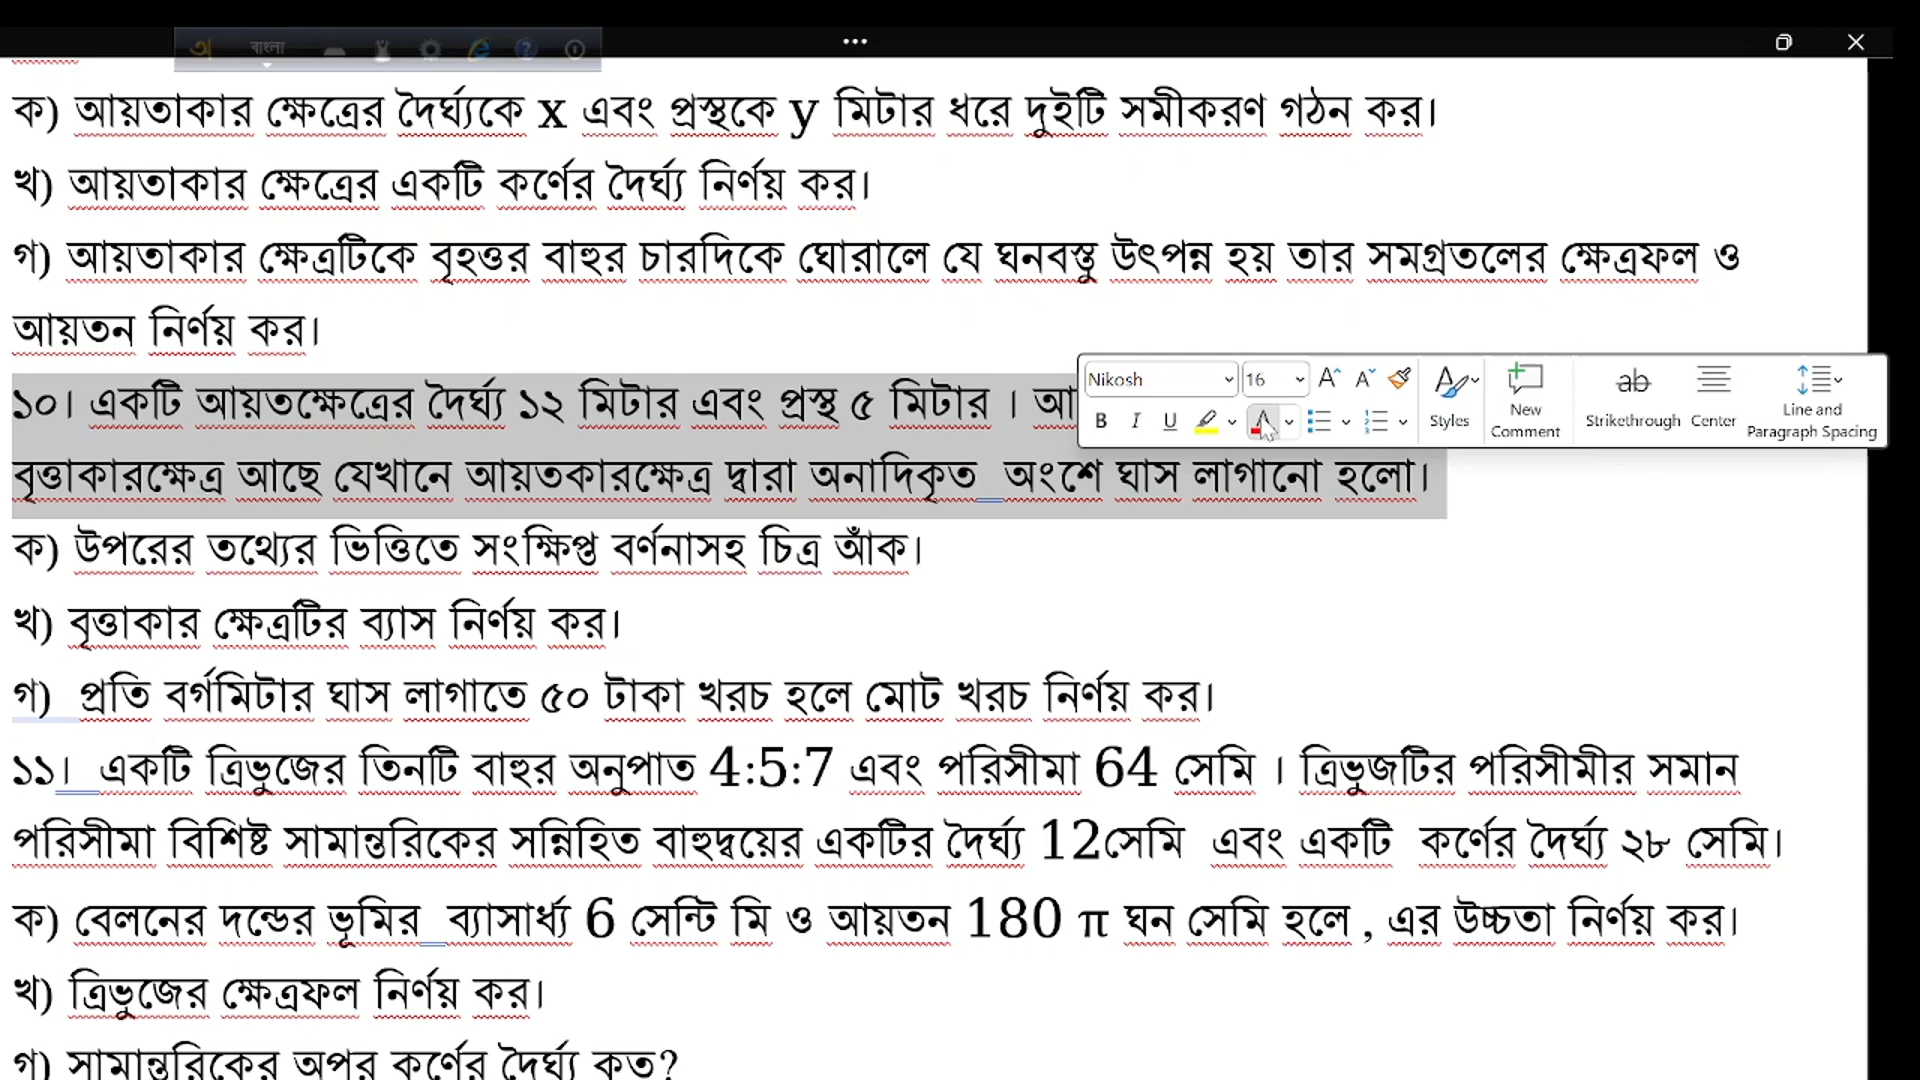 বাংলা
ক) আয়তাকার ক্ষেত্রের দৈর্ঘ্যকে x এবং প্রস্থকে y মিটার ধরে দুইটি সমীকরণ গঠন কর।
খ) আয়তাকার ক্ষেত্রের একটি কর্ণের দৈর্ঘ্য নির্ণয় কর।
গ) আয়তাকার ক্ষেত্রটিকে বৃহত্তর বাহুর চারদিকে ঘোরালে যে ঘনবস্তু উৎপন্ন হয় তার সমগ্রতলের ক্ষেত্রফল ও
আয়তন নির্ণয় কর।
১০। একটি আয়তক্ষেত্রের দৈর্ঘ্য ১২ মিটার এবং প্রস্থ ৫ মিটার ।
Nikosh 16
B I U Styles New Comment ab Strikethrough Center Line and Paragraph Spacing
বৃত্তাকারক্ষেত্র আছে যেখানে আয়তকারক্ষেত্র দ্বারা অনাদিকৃত অংশে ঘাস লাগানো হলো।
ক) উপরের তথ্যের ভিত্তিতে সংক্ষিপ্ত বর্ণনাসহ চিত্র আঁক।
খ) বৃত্তাকার ক্ষেত্রটির ব্যাস নির্ণয় কর।
গ) প্রতি বর্গমিটার ঘাস লাগাতে ৫০ টাকা খরচ হলে মোট খরচ নির্ণয় কর।
১১। একটি ত্রিভুজের তিনটি বাহুর অনুপাত 4:5:7 এবং পরিসীমা 64 সেমি । ত্রিভুজটির পরিসীমীর সমান
পরিসীমা বিশিষ্ট সামান্তরিকের সন্নিহিত বাহুদ্বয়ের একটির দৈর্ঘ্য 12সেমি এবং একটি কর্ণের দৈর্ঘ্য ২৮ সেমি।
ক) বেলনের দন্ডের ভূমির ব্যাসার্ধ্য 6 সেন্টি মি ও আয়তন 180 π ঘন সেমি হলে , এর উচ্চতা নির্ণয় কর।
খ) ত্রিভুজের ক্ষেত্রফল নির্ণয় কর।
গ) সামান্তরিকের অপর কর্ণের দৈর্ঘ্য কত?